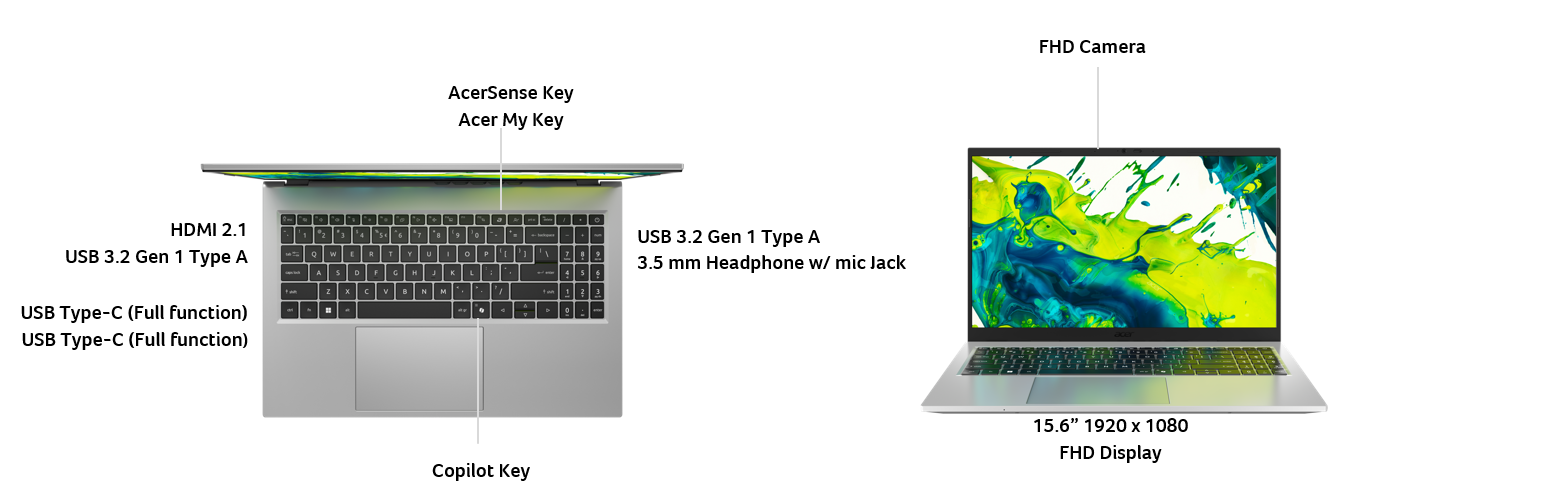 FHD Camera
AcerSense Key
Acer My Key
HDMI 2.1
USB 3.2 Gen 1 Type A
USB Type-C (Full function)
USB Type-C (Full function)
USB 3.2 Gen 1 Type A
3.5 mm Headphone w/ mic Jack
Q W E R T Y U I O P
A S D F G H J K L
Z X C V B N M
acer
15.6” 1920 x 1080
FHD Display
Copilot Key